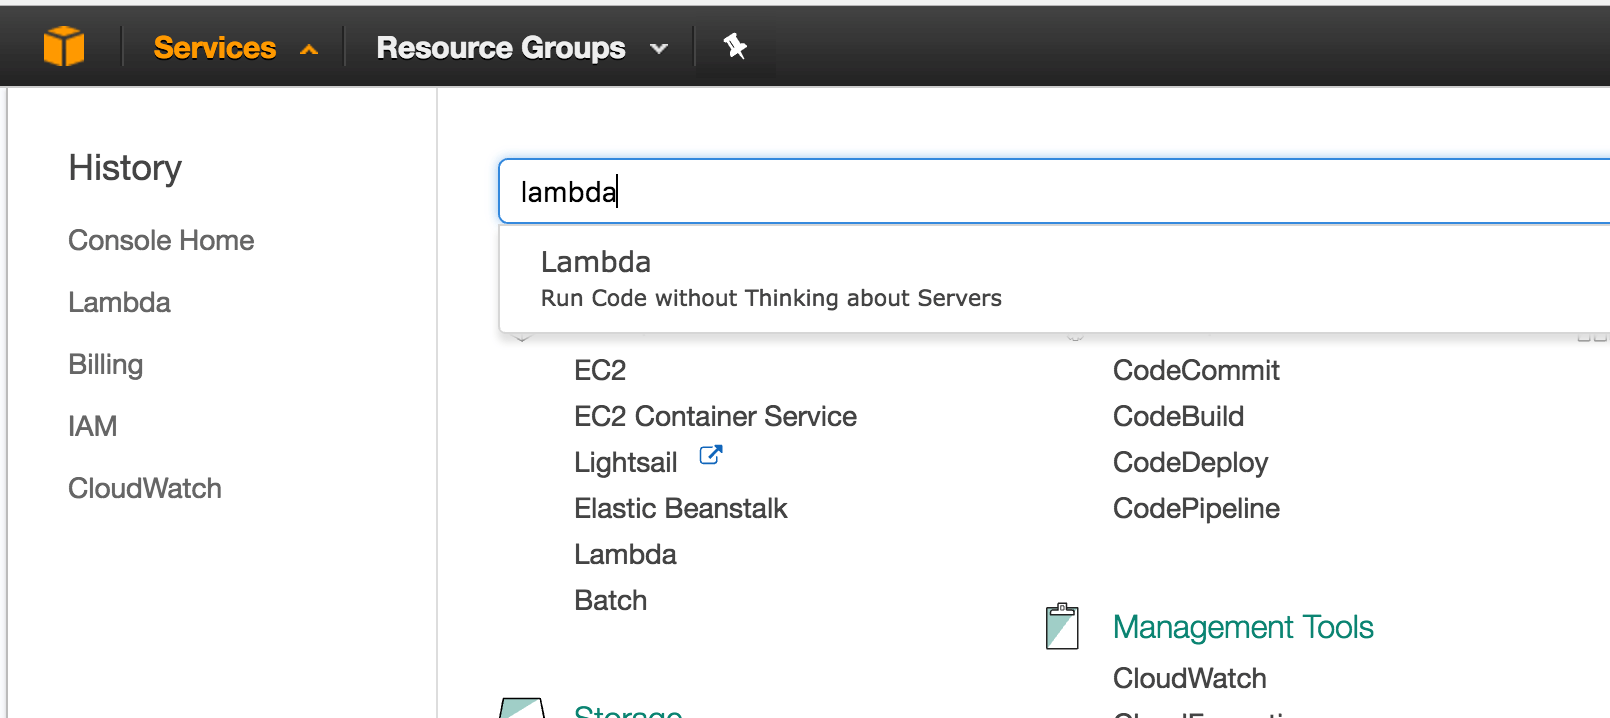 Services
Resource Groups
History
Console Home
Lambda
Billing
IAM
CloudWatch
lambda
Lambda
Run Code without Thinking about Servers
EC2
EC2 Container Service
Lightsail
Elastic Beanstalk
Lambda
Batch
Storage
CodeCommit
CodeBuild
CodeDeploy
CodePipeline
Management Tools
CloudWatch